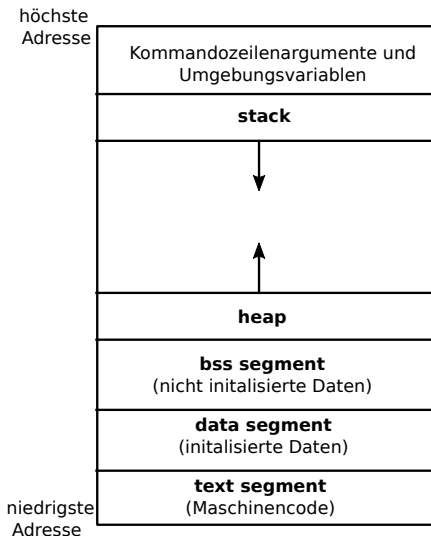 höchste
Adresse
Kommandozeilenargumente und
Umgebungsvariablen
stack
heap
bss segment
(nicht initalisierte Daten)
data segment
(initalisierte Daten)
text segment
(Maschinencode)
niedrigste
Adresse